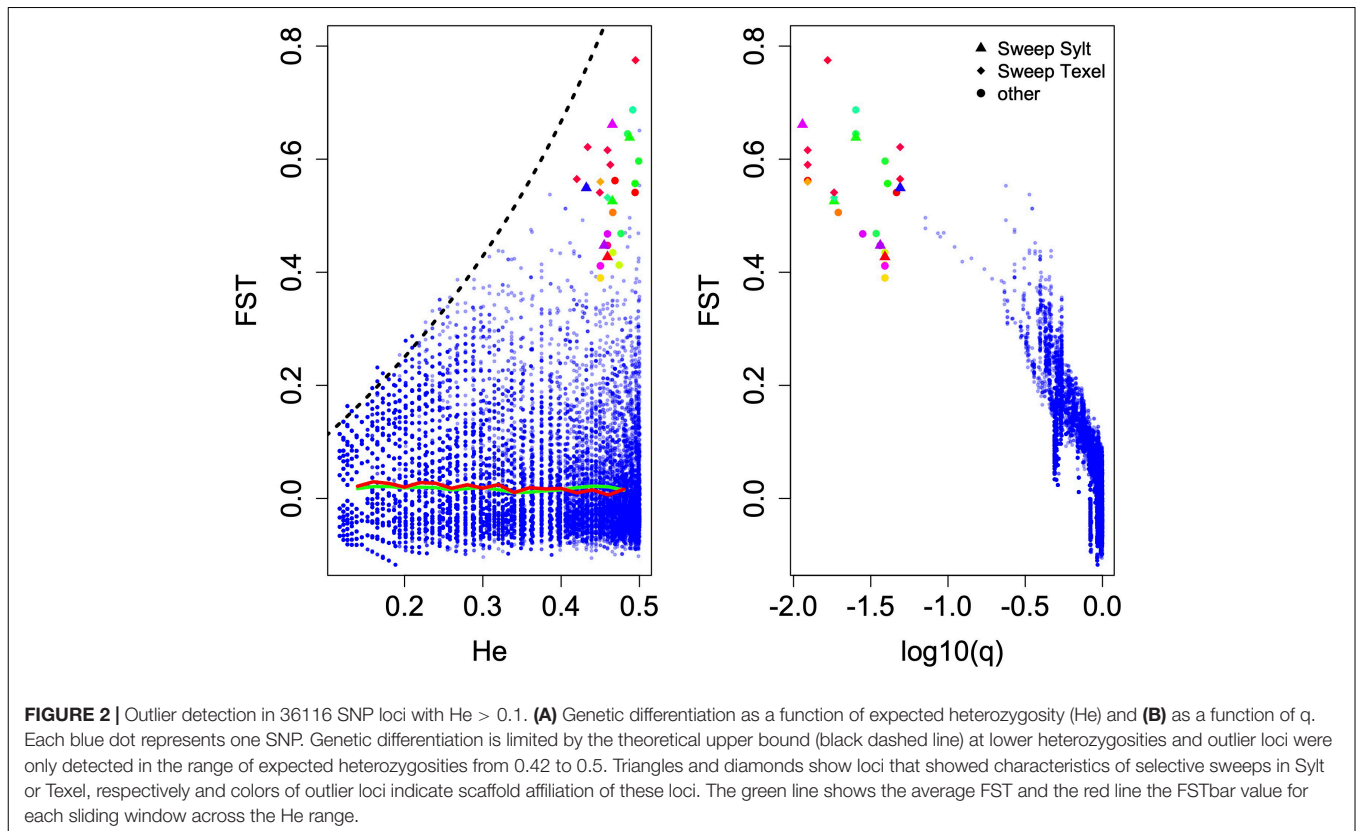 0.8
0.6
0.4
0.2
0.0
FST
0.2 0.3 0.4 0.5
He
0.8
0.6
0.4
0.2
0.0
FST
-2.0 -1.5 -1.0 -0.5 0.0
log10(q)
Sweep Sylt
Sweep Texel
other
FIGURE 2 | Outlier detection in 36116 SNP loci with He > 0.1. (A) Genetic differentiation as a function of expected heterozygosity (He) and (B) as a function of q.
Each blue dot represents one SNP. Genetic differentiation is limited by the theoretical upper bound (black dashed line) at lower heterozygosities and outlier loci were
only detected in the range of expected heterozygosities from 0.42 to 0.5. Triangles and diamonds show loci that showed characteristics of selective sweeps in Sylt
or Texel, respectively and colors of outlier loci indicate scaffold affiliation of these loci. The green line shows the average FST and the red line the FSTbar value for
each sliding window across the He range.